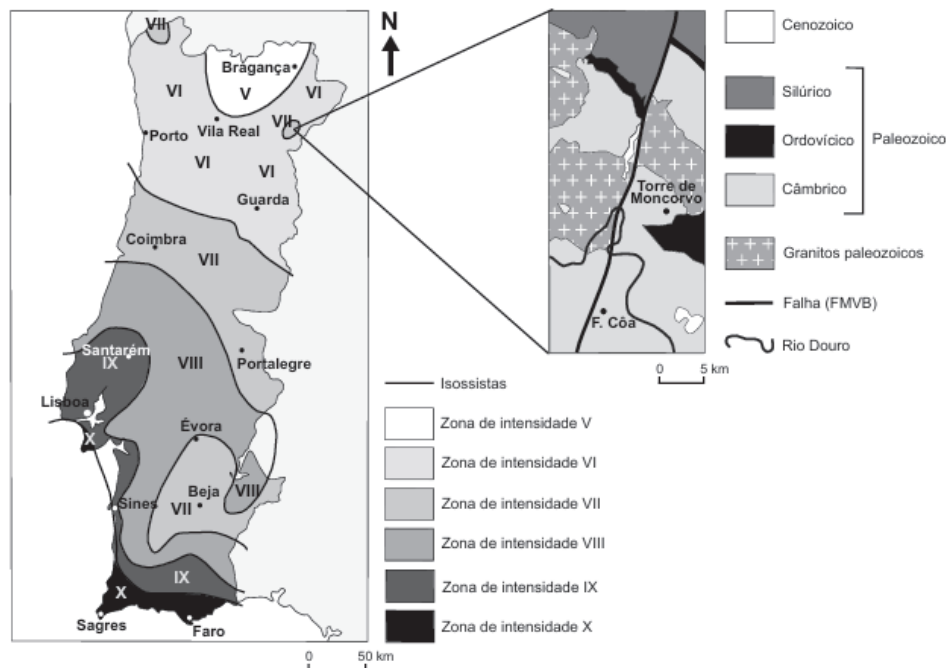 VII
N
Bragança
V
VI
VI
VII
Vila Real
Porto
VI
VI
Guarda
Coimbra
VII
Santarém
IX
VIII
Portalegre
Lisboa
X
Évora
VIII
Beja
VII
Sines
IX
X
Sagres
Faro
0 50 km
Torre de
Moncorvo
F. Côa
0 5 km
Cenozoico
Silúrico
Ordovícico
Câmbrico
Paleozoico
Granitos paleozoicos
Falha (FMVB)
Rio Douro
Isossistas
Zona de intensidade V
Zona de intensidade VI
Zona de intensidade VII
Zona de intensidade VIII
Zona de intensidade IX
Zona de intensidade X